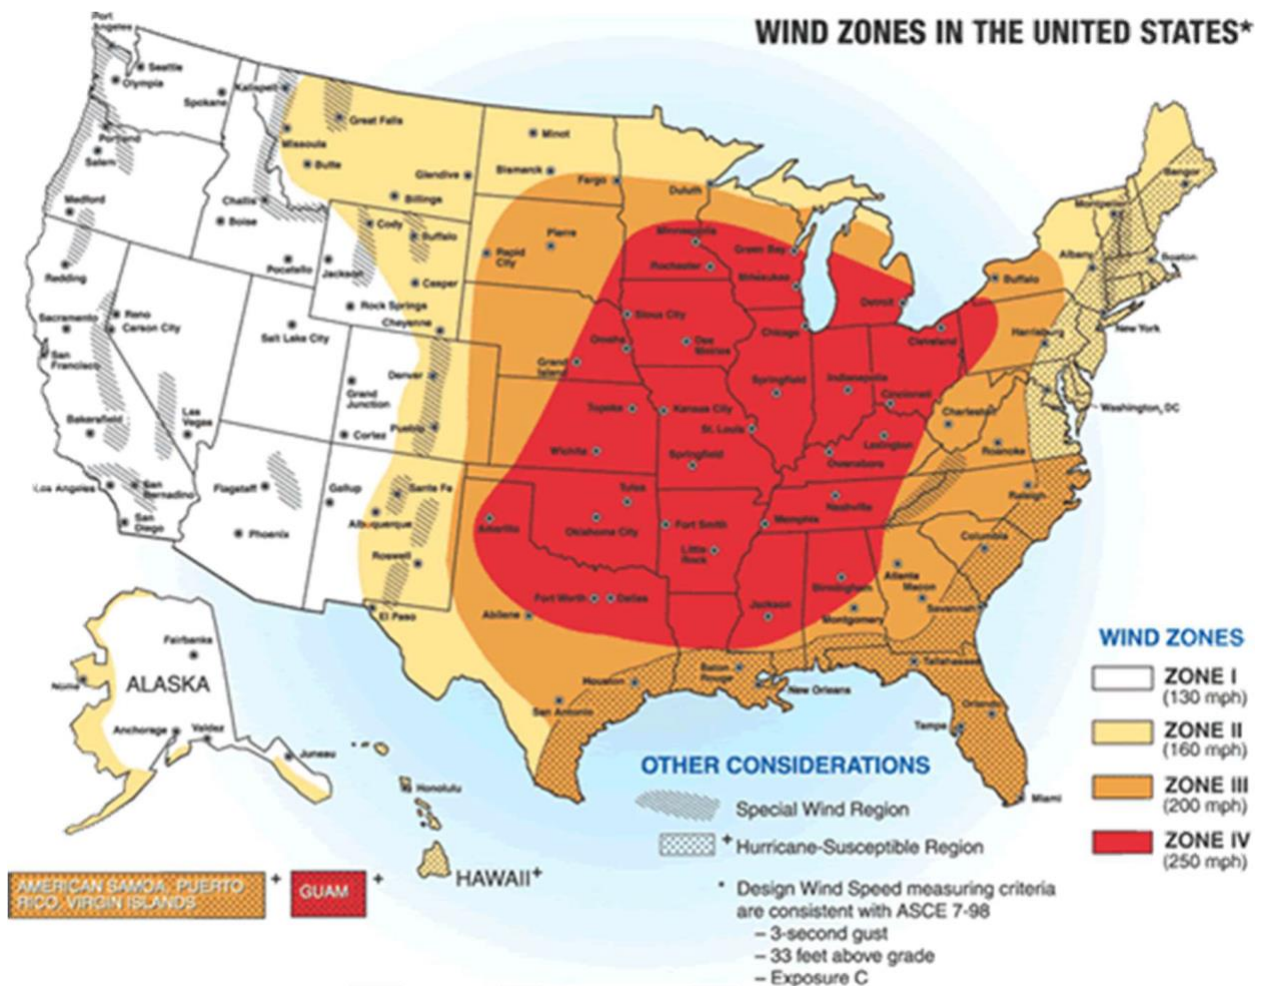 WIND ZONES IN THE UNITED STATES*
Port
Angeles
Seattle
Olympia
Spokane
Kalispell
Great Falls
Missoula
Portland
Salem
Butte
Glendive
Minot
Bismarck
Fargo
Duluth
Bangor
Medford
Challis
Boise
Billings
Cody
Buffalo
Rapid
City
Pierre
Minneapolis
Green Bay
Montpelier
Redding
Pocatello
Jackson
Casper
Rochester
Milwaukee
Buffalo
Albany
Boston
Sacramento
Reno
Carson City
Salt Lake City
Rock Springs
Cheyenne
Sioux City
Detroit
San
Francisco
Omaha
Des
Moines
Chicago
Cleveland
Harrisburg
New York
Grand
Junction
Denver
Grand
Island
Springfield
Indianapolis
Cincinnati
Washington, DC
Bakersfield
Las
Vegas
Cortez
Pueblo
Topeka
Kansas City
St. Louis
Charleston
Wichita
Springfield
Lexington
Owensboro
Roanoke
Los Angeles
San
Bernadino
Flagstaff
Gallup
Santa Fe
Tulsa
Nashville
Raleigh
San
Diego
Phoenix
Albuquerque
Amarillo
Oklahoma City
Fort Smith
Memphis
Columbia
Roswell
Little
Rock
Atlanta
Macon
Birmingham
El Paso
Abilene
Fort Worth
Dallas
Jackson
Montgomery
Savannah
Fairbanks
Nome
ALASKA
Anchorage
Valdez
Juneau
Houston
San Antonio
Baton
Rouge
New Orleans
Tallahassee
Orlando
Tampa
Miami
Honolulu
HAWAII+
WIND ZONES
ZONE I
(130 mph)
ZONE II
(160 mph)
ZONE III
(200 mph)
ZONE IV
(250 mph)
OTHER CONSIDERATIONS
Special Wind Region
+ Hurricane-Susceptible Region
AMERICAN SAMOA, PUERTO
RICO, VIRGIN ISLANDS
+
GUAM
+
* Design Wind Speed measuring criteria
are consistent with ASCE 7-98
– 3-second gust
– 33 feet above grade
– Exposure C